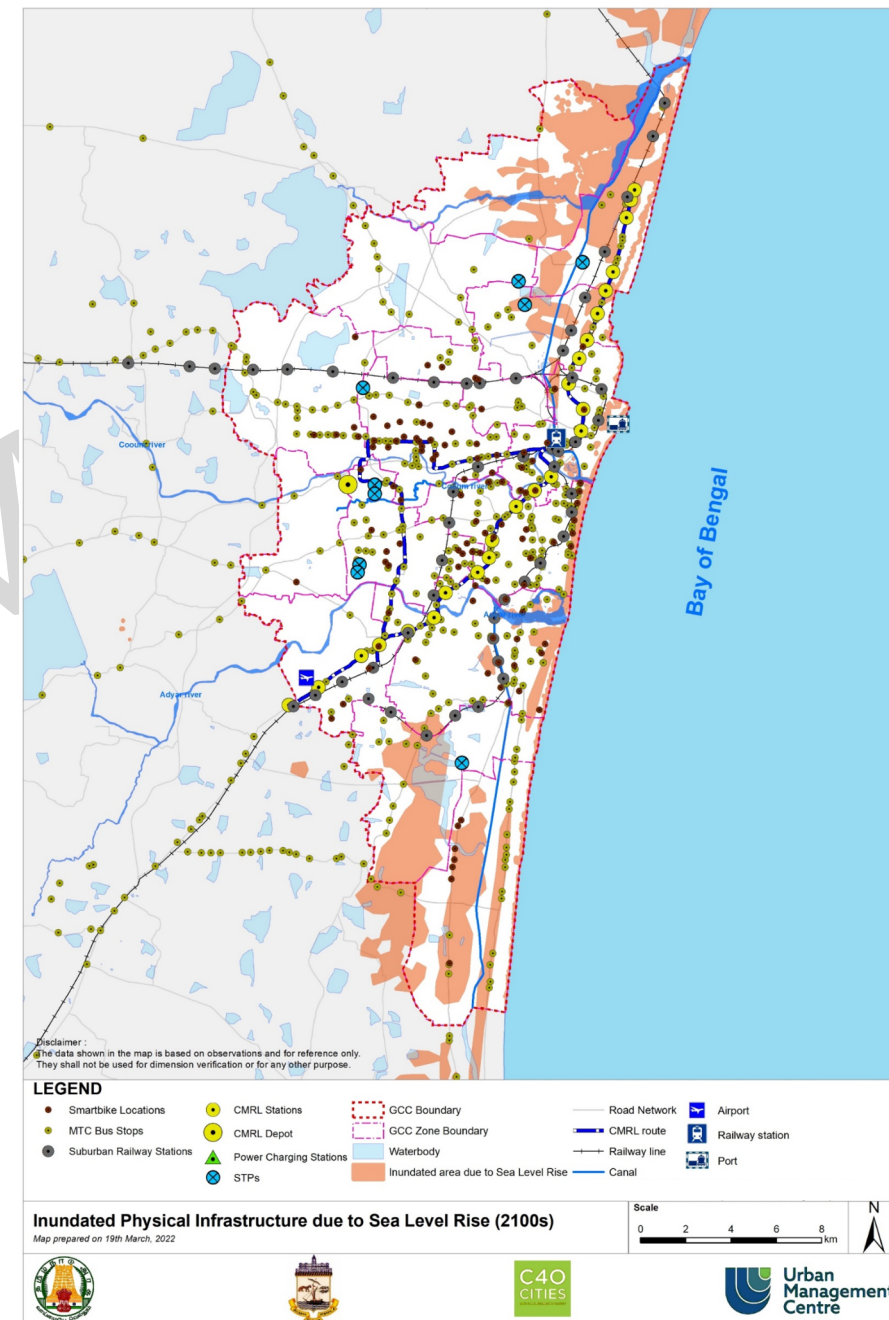 Cooum river
Cooum river
Adyar river
Bay of Bengal
Disclaimer :
The data shown in the map is based on observations and for reference only.
They shall not be used for dimension verification or for any other purpose.
LEGEND
Smartbike Locations
MTC Bus Stops
Suburban Railway Stations
CMRL Stations
CMRL Depot
Power Charging Stations
STPs
GCC Boundary
GCC Zone Boundary
Waterbody
Inundated area due to Sea Level Rise
Road Network
CMRL route
Railway line
Canal
Airport
Railway station
Port
Inundated Physical Infrastructure due to Sea Level Rise (2100s)
Map prepared on 19th March, 2022
Scale
0 2 4 6 8
km
N
C40
CITIES
Urban
Management
Centre